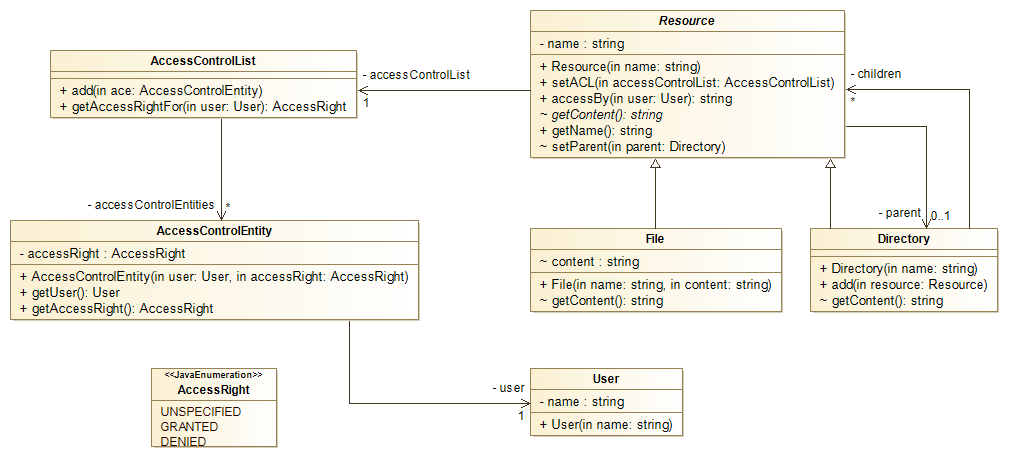 Resource
- name : string
+ Resource(in name: string)
+ setACL(in accessControlList: AccessControlList)
+ accessBy(in user: User): string
~ getContent(): string
+ getName(): string
~ setParent(in parent: Directory)
AccessControlList
+ add(in ace: AccessControlEntity)
+ getAccessRightFor(in user: User): AccessRight
- accessControlList
1
- children
*
- accessControlEntities
*
- parent
0..1
AccessControlEntity
- accessRight : AccessRight
+ AccessControlEntity(in user: User, in accessRight: AccessRight)
+ getUser(): User
+ getAccessRight(): AccessRight
File
~ content : string
+ File(in name: string, in content: string)
~ getContent(): string
Directory
+ Directory(in name: string)
+ add(in resource: Resource)
~ getContent(): string
<<JavaEnumeration>>
AccessRight
UNSPECIFIED
GRANTED
DENIED
- user
1
User
- name : string
+ User(in name: string)